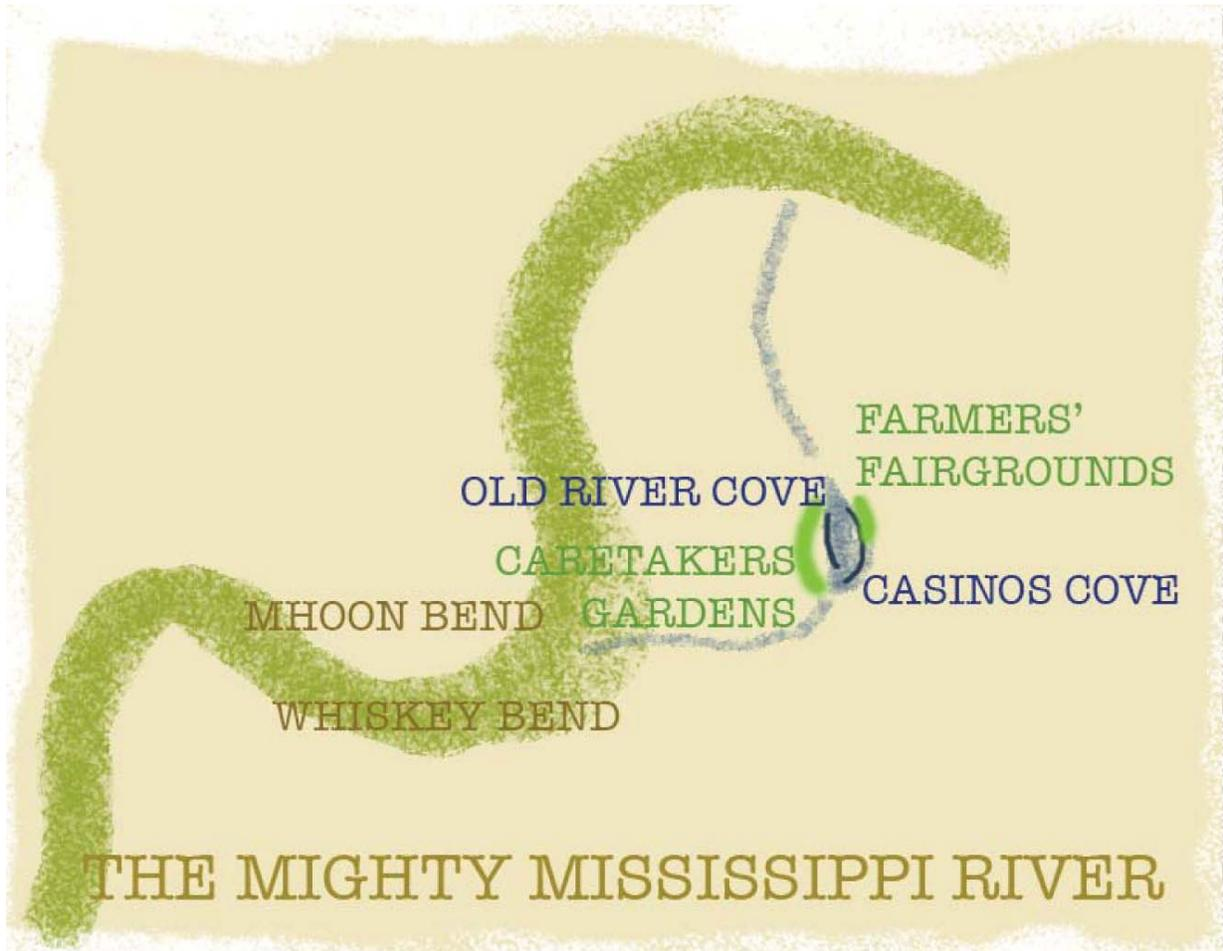 FARMERS'
FAIRGROUNDS
OLD RIVER COVE
CARETAKERS
GARDENS
CASINOS COVE
MHOON BEND
WHISKEY BEND
THE MIGHTY MISSISSIPPI RIVER